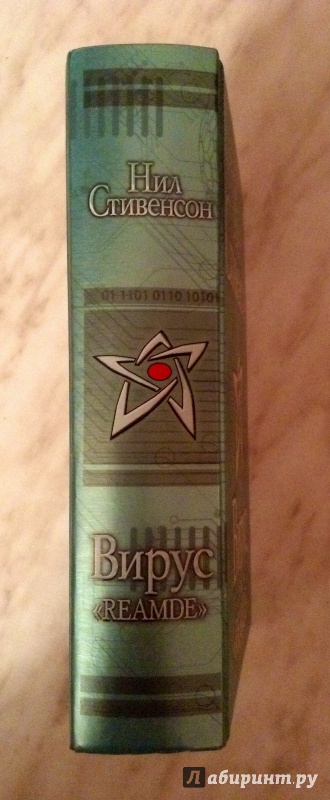 Нил
Стивенсон
01 1101 0110 1010
Вирус
«REAMDE»
Лабиринт.ру